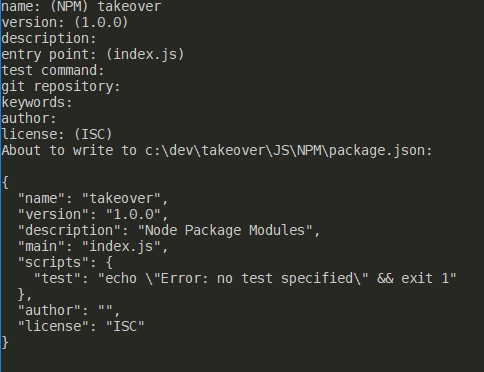 name: (NPM) takeover
version: (1.0.0)
description:
entry point: (index.js)
test command:
git repository:
keywords:
author:
license: (ISC)
About to write to c:\dev\takeover\JS\NPM\package.json:

{
  "name": "takeover",
  "version": "1.0.0",
  "description": "Node Package Modules",
  "main": "index.js",
  "scripts": {
    "test": "echo \"Error: no test specified\" && exit 1"
  },
  "author": "",
  "license": "ISC"
}